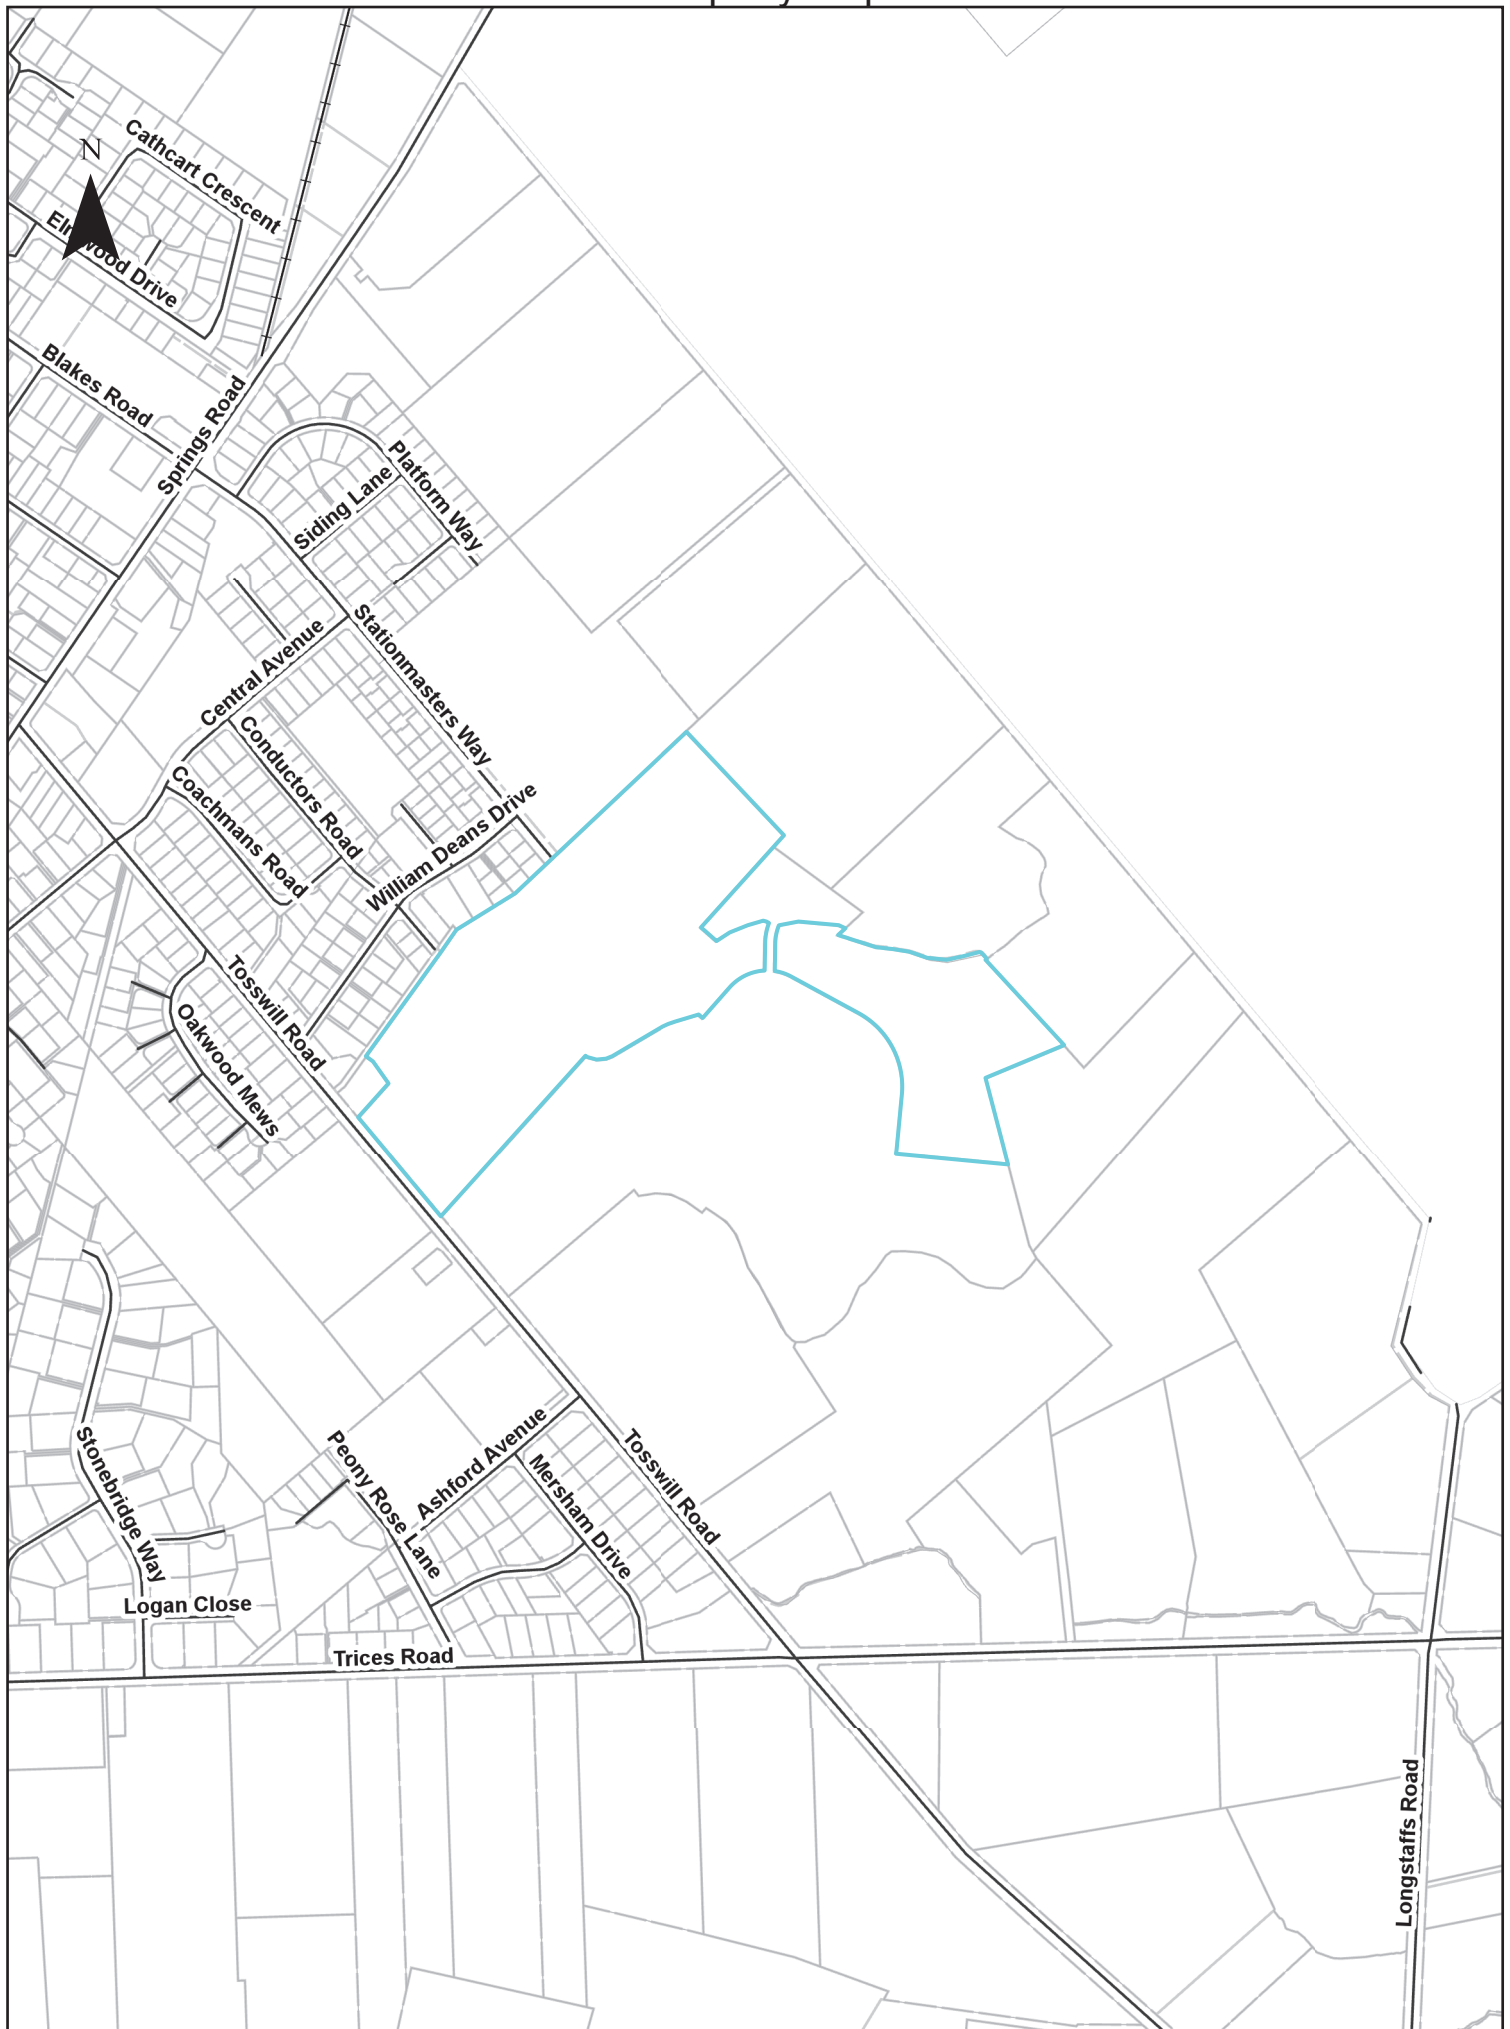 Cathcart Crescent
N
Elmwood Drive
Blakes Road
Springs Road
Platform Way
Siding Lane
Stationmasters Way
Central Avenue
Conductors Road
Coachmans Road
William Deans Drive
Tosswill Road
Oakwood Mews
Stonebridge Way
Peony Rose Lane
Ashford Avenue
Mersham Drive
Tosswill Road
Logan Close
Trices Road
Longstaffs Road